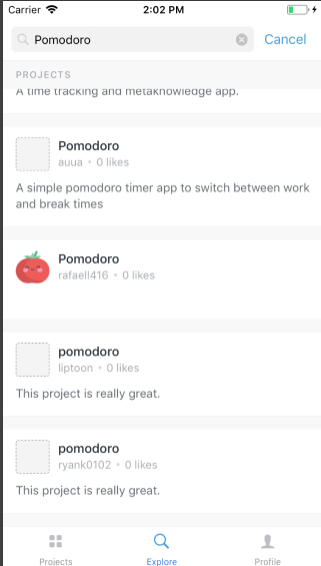 Carrier 2:02 PM
Pomodoro Cancel
PROJECTS
A time tracking and metaknowledge app.
Pomodoro
auua • 0 likes
A simple pomodoro timer app to switch between work
and break times
Pomodoro
rafaell416 • 0 likes
pomodoro
liptoon • 0 likes
This project is really great.
pomodoro
ryank0102 • 0 likes
This project is really great.
Projects Explore Profile